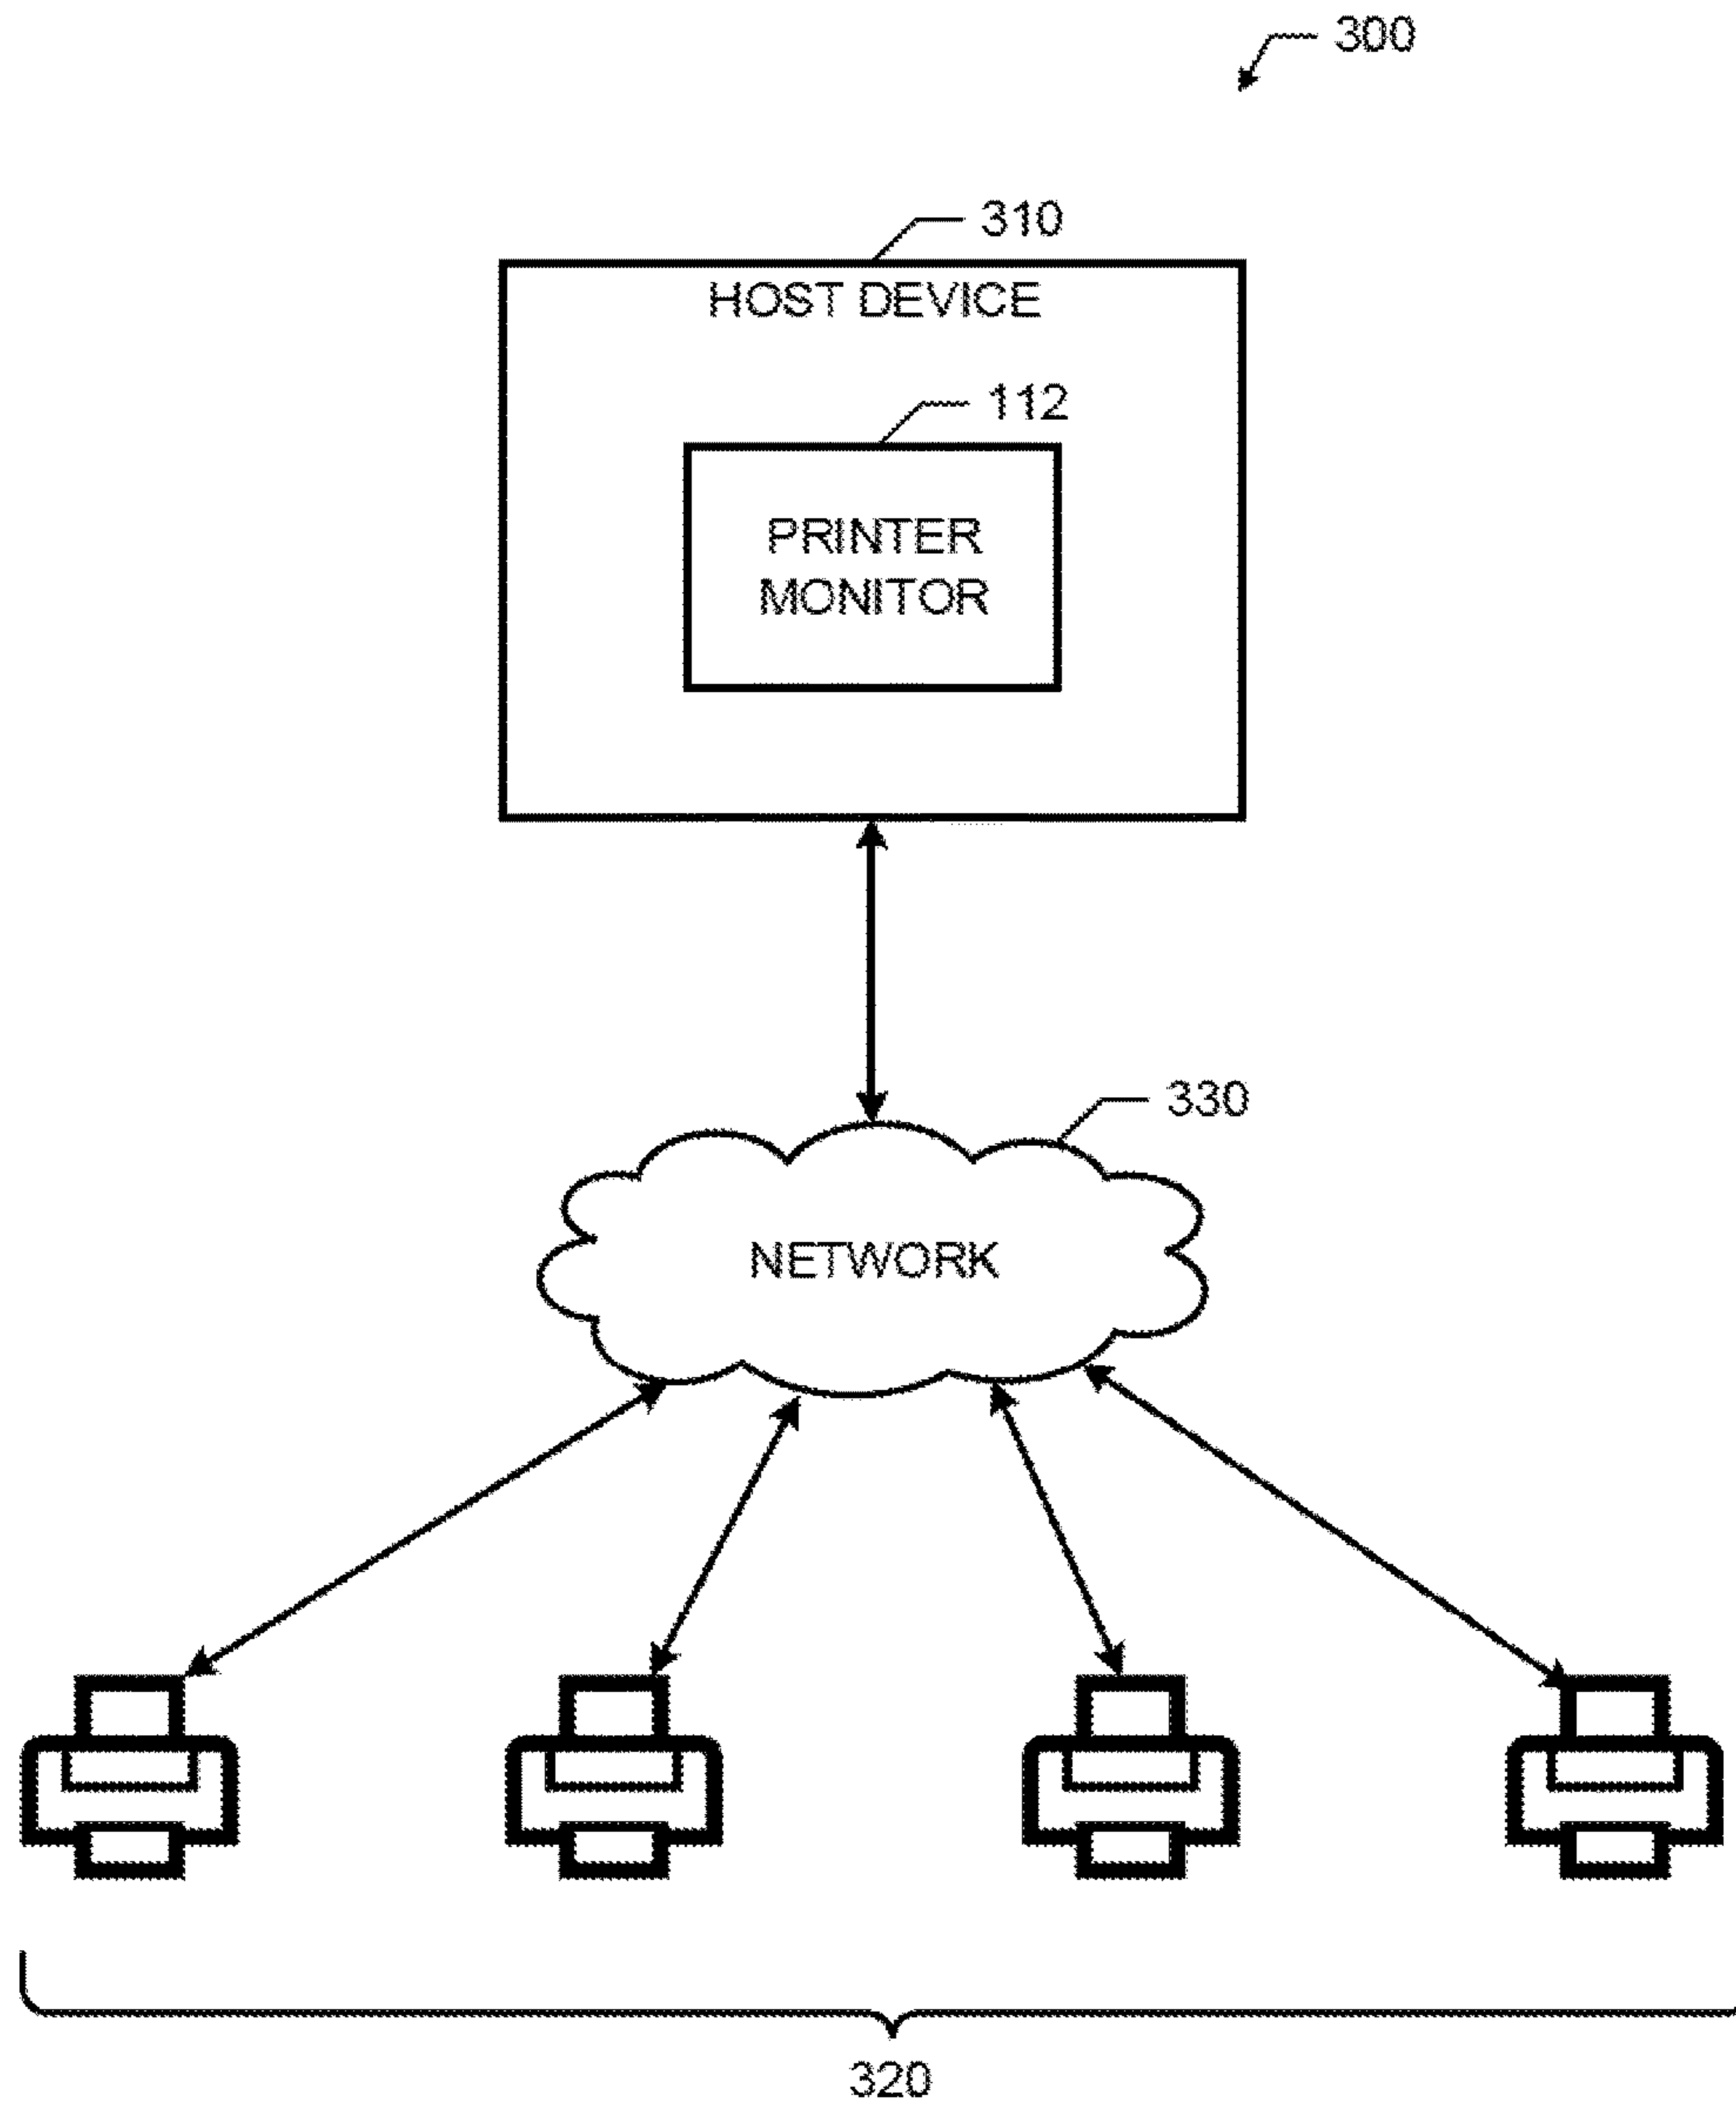 300
310
HOST DEVICE
112
PRINTER
MONITOR
330
NETWORK
320